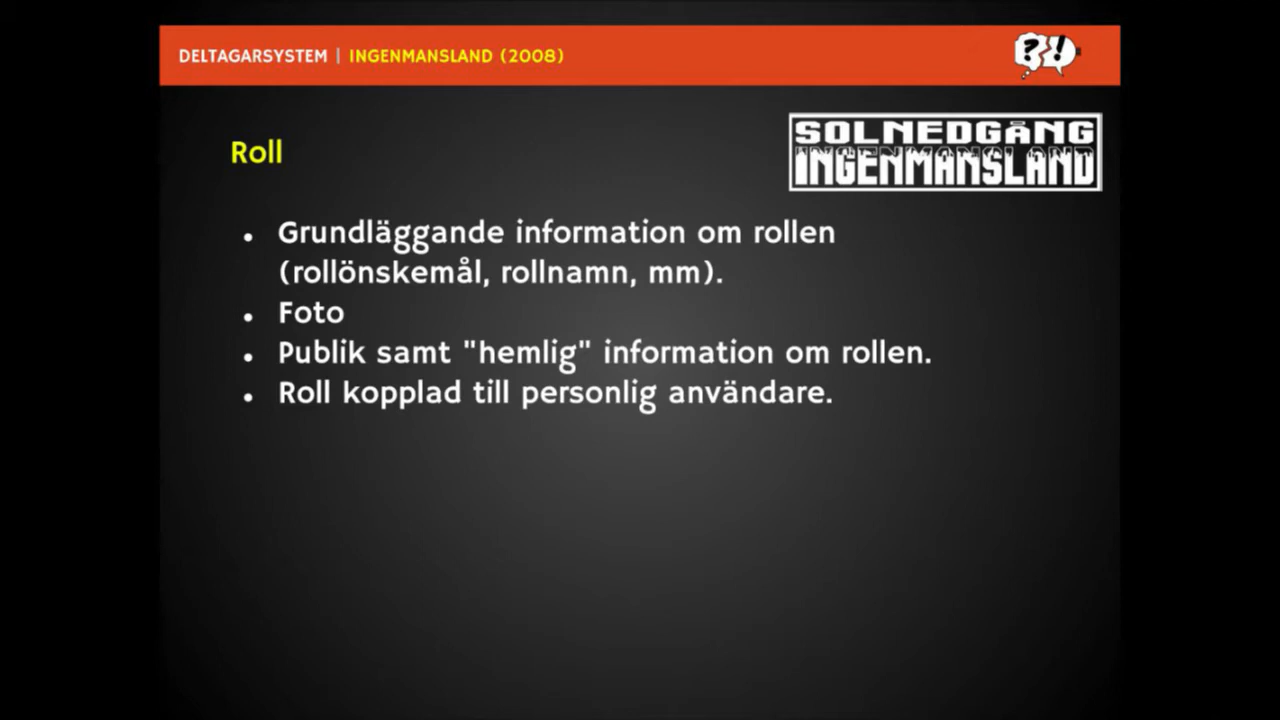 DELTAGARSYSTEM | INGENMANSLAND (2008)
?!
SOLNEDGÅNG
INGENMANSLAND
Roll
• Grundläggande information om rollen
(rollönskemål, rollnamn, mm).
• Foto
• Publik samt "hemlig" information om rollen.
• Roll kopplad till personlig användare.